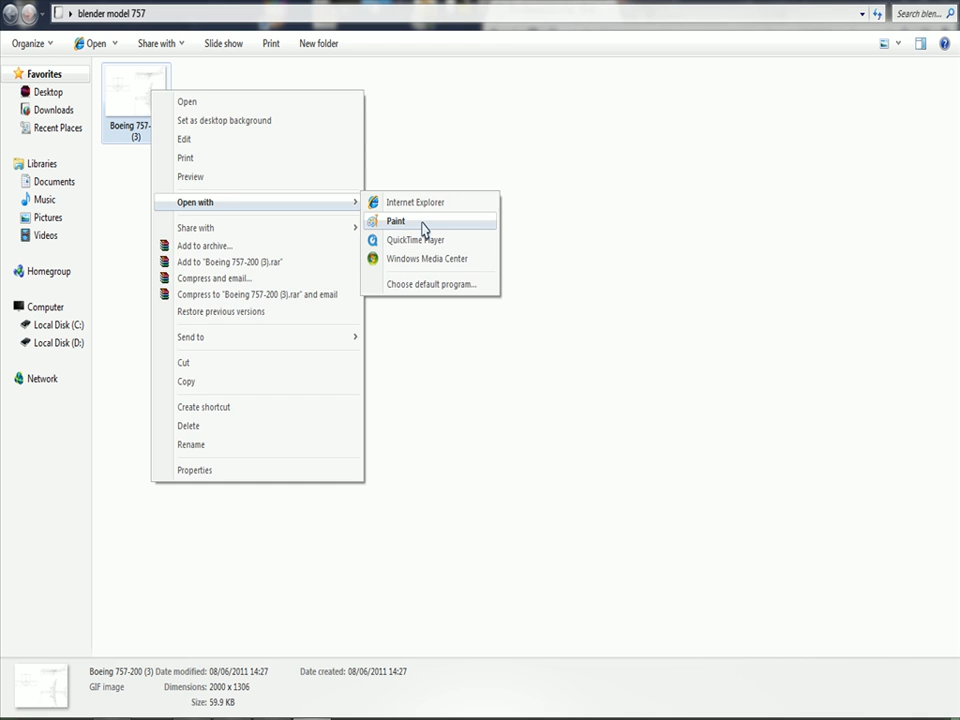 blender model 757
Search blen...
Organize
Open
Share with
Slide show
Print
New folder
Favorites
Desktop
Downloads
Recent Places
Libraries
Documents
Music
Pictures
Videos
Homegroup
Computer
Local Disk (C:)
Local Disk (D:)
Network
Boeing 757-
(3)
Open
Set as desktop background
Edit
Print
Preview
Open with
Share with
Add to archive...
Add to "Boeing 757-200 (3).rar"
Compress and email...
Compress to "Boeing 757-200 (3).rar" and email
Restore previous versions
Send to
Cut
Copy
Create shortcut
Delete
Rename
Properties
Internet Explorer
Paint
QuickTime Player
Windows Media Center
Choose default program...
Boeing 757-200 (3) Date modified: 08/06/2011 14:27 Date created: 08/06/2011 14:27
GIF image Dimensions: 2000 x 1306
Size: 59.9 KB